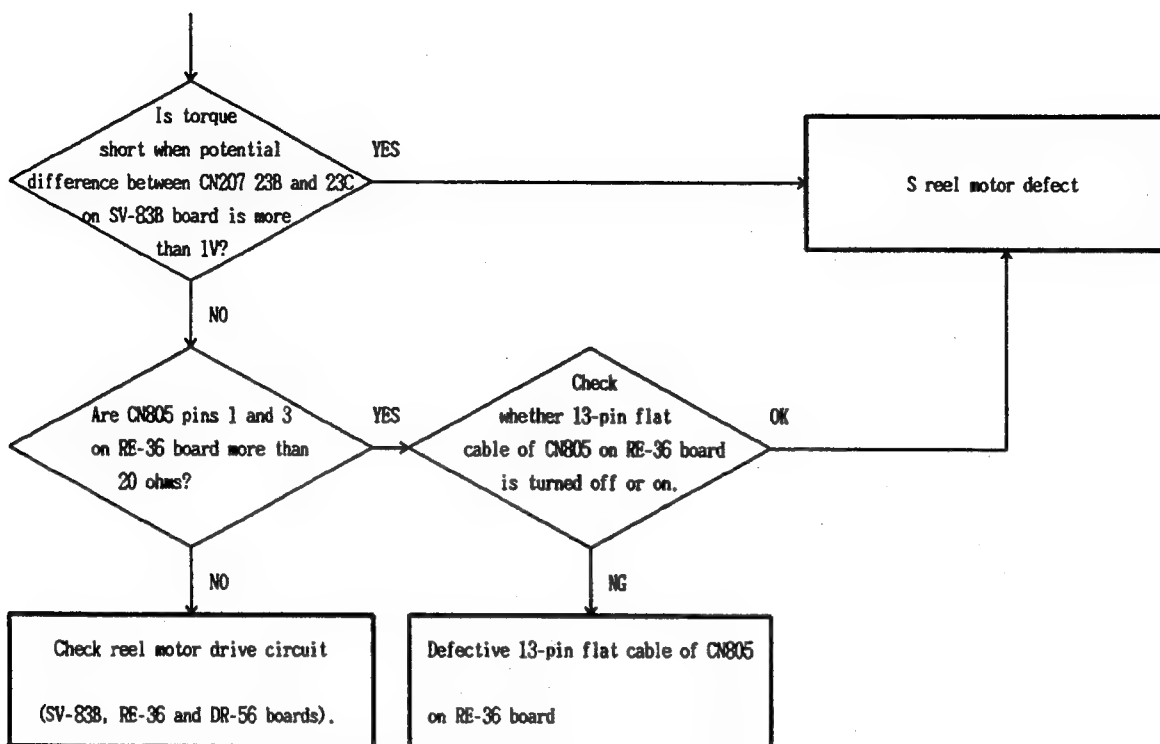 Is torque
short when potential
difference between CN207 23B and 23C
on SV-83B board is more
than 1V?
YES
S reel motor defect
NO
Are CN805 pins 1 and 3
on RE-36 board more than
20 ohms?
YES
Check
whether 13-pin flat
cable of CN805 on RE-36 board
is turned off or on.
OK
NO
NG
Check reel motor drive circuit
(SV-83B, RE-36 and DR-56 boards).
Defective 13-pin flat cable of CN805
on RE-36 board